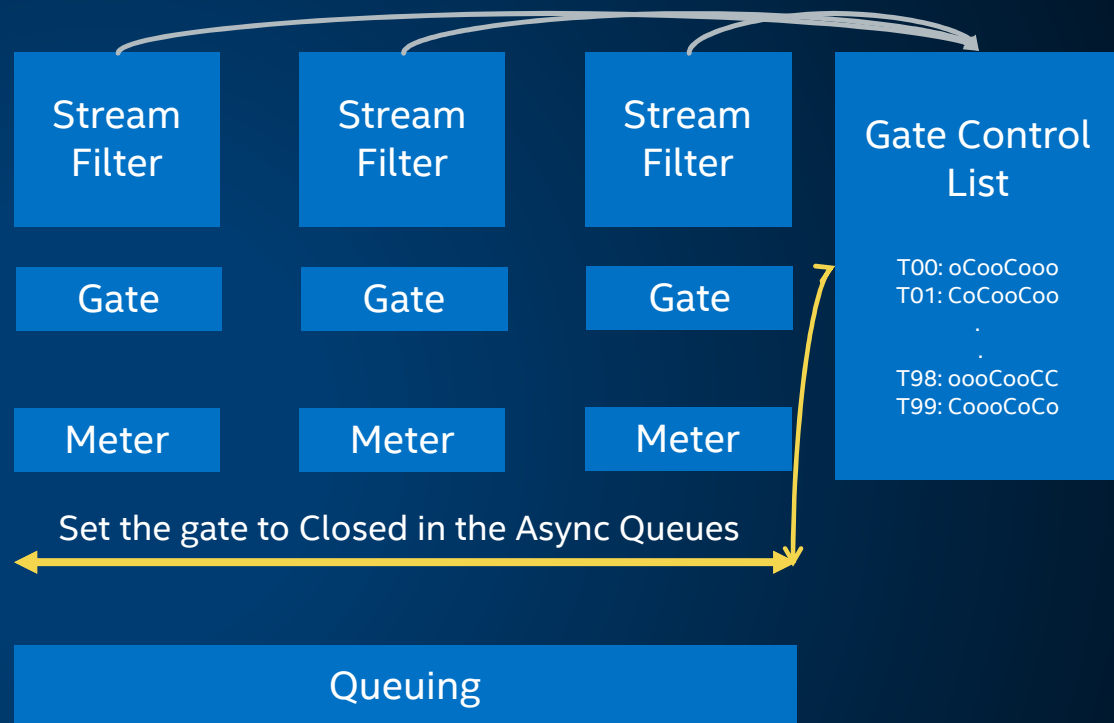 Stream
Filter
Stream
Filter
Stream
Filter
Gate Control
List
T00: oCooCooo
T01: CoCooCoo
.
.
T98: oooCooCC
T99: CoooCoCo
Gate
Gate
Gate
Meter
Meter
Meter
Set the gate to Closed in the Async Queues
Queuing